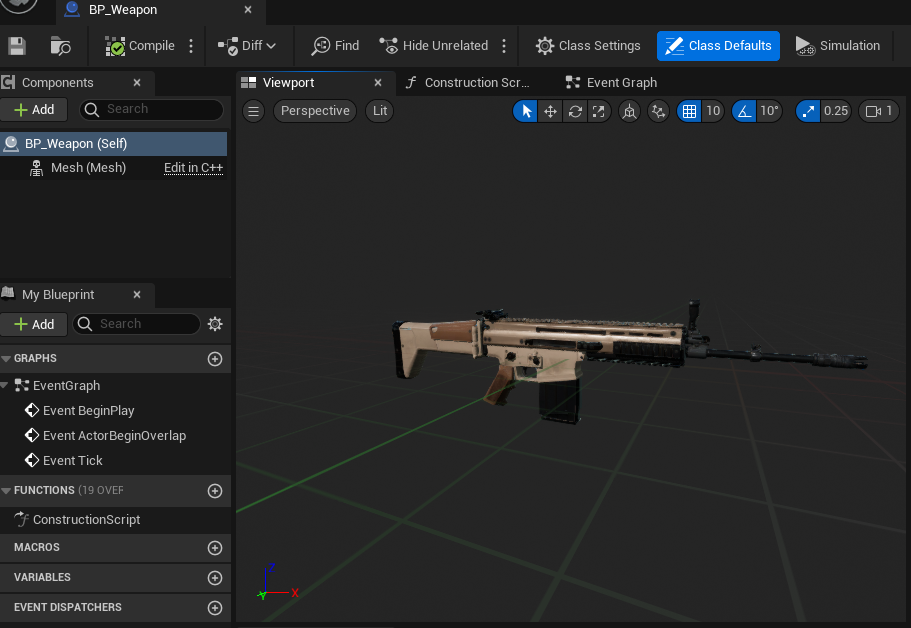 BP_Weapon
Compile
Diff
Find
Hide Unrelated
Class Settings
Class Defaults
Simulation
Components
Add
Search
BP_Weapon (Self)
Mesh (Mesh)
Edit in C++
My Blueprint
Add
Search
GRAPHS
EventGraph
Event BeginPlay
Event ActorBeginOverlap
Event Tick
FUNCTIONS (19 OVER
ConstructionScript
MACROS
VARIABLES
EVENT DISPATCHERS
Viewport
Construction Scr...
Event Graph
Perspective
Lit
10
10°
0.25
1
Z
Y
X